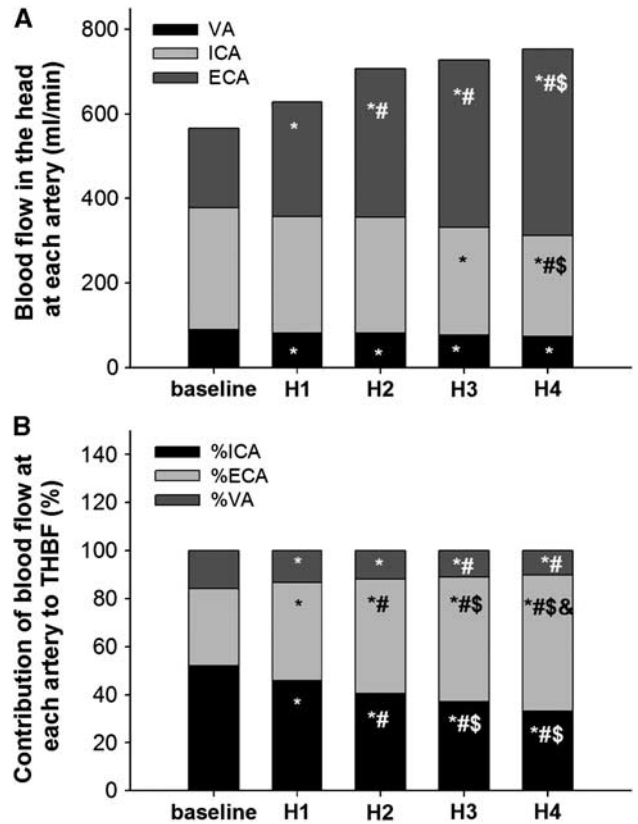 A
VA
ICA
ECA
Blood flow in the head
at each artery (ml/min)
800
600
400
200
0
* *# *# *#$
* *#$
* * * *
baseline H1 H2 H3 H4
B
%ICA
%ECA
%VA
Contribution of blood flow at
each artery to THBF (%)
140
120
100
80
60
40
20
0
* * *# *#
* *# *#$ *#$&
* *# *#$ *#$
baseline H1 H2 H3 H4